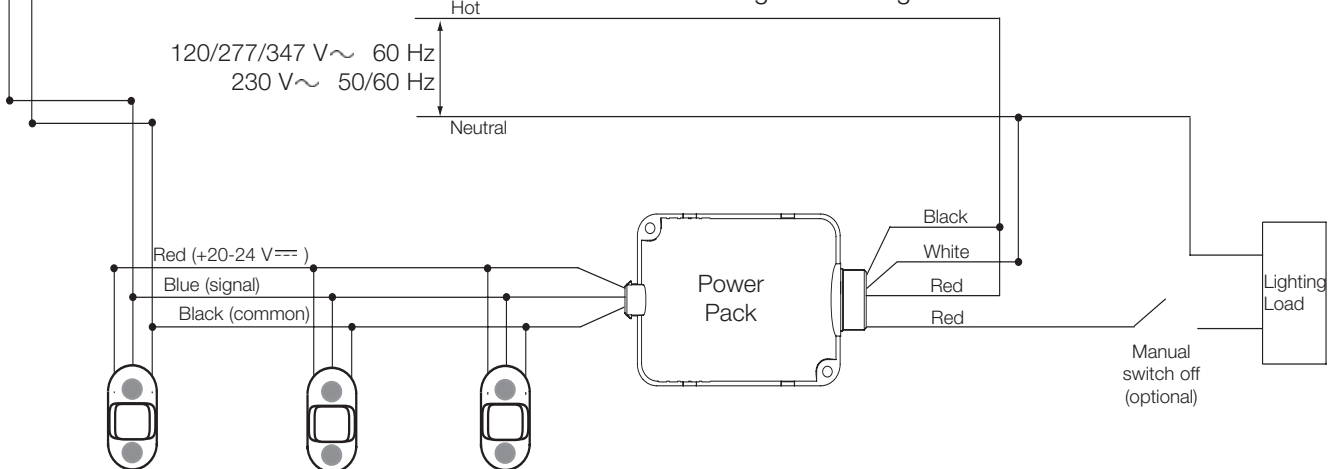 Hot
120/277/347 V~ 60 Hz
230 V~ 50/60 Hz
Neutral
Black
White
Red
Red
Red (+20-24 V⎓)
Blue (signal)
Black (common)
Power
Pack
Lighting
Load
Manual
switch off
(optional)